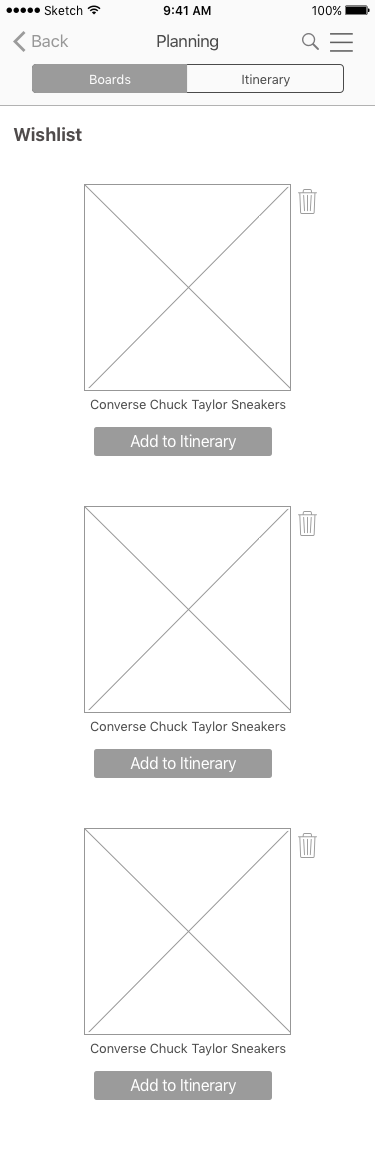 Sketch 9:41 AM 100%
Back Planning
Boards Itinerary
Wishlist
Converse Chuck Taylor Sneakers
Add to Itinerary
Converse Chuck Taylor Sneakers
Add to Itinerary
Converse Chuck Taylor Sneakers
Add to Itinerary